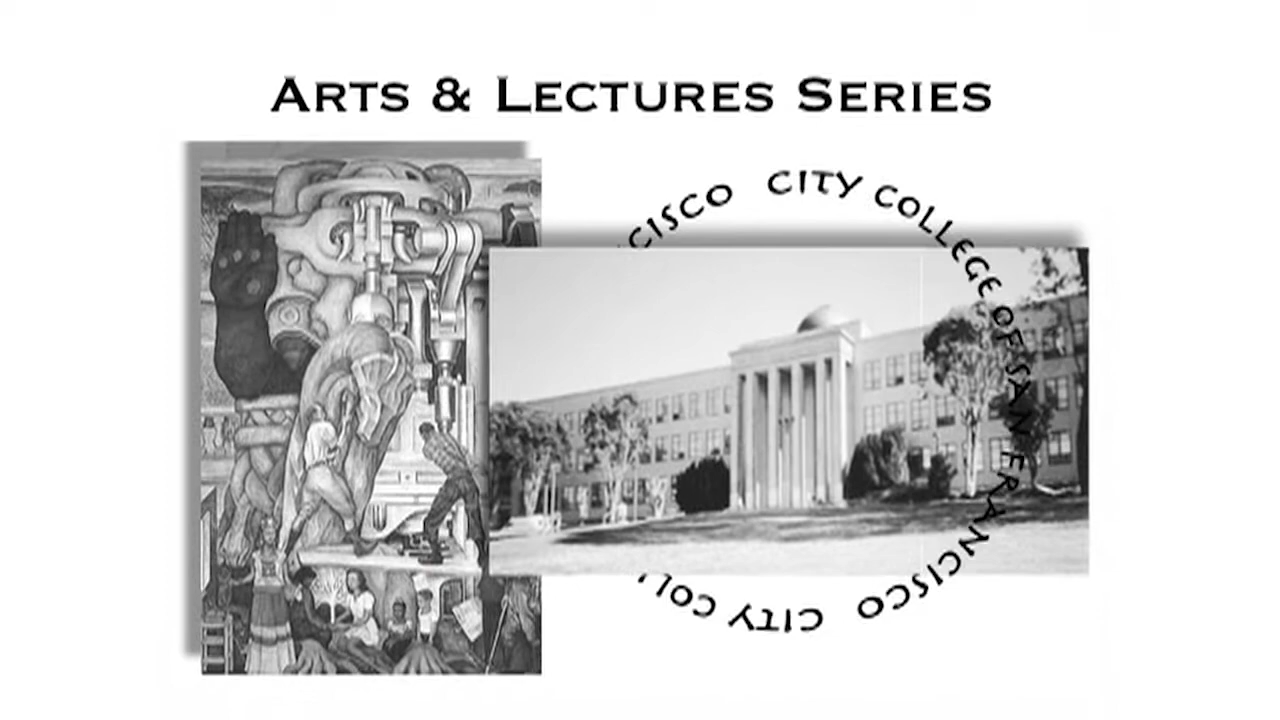 ARTS & LECTURES SERIES
CISCO CITY COLLEGE OF SAN FRANCISCO CITY COL